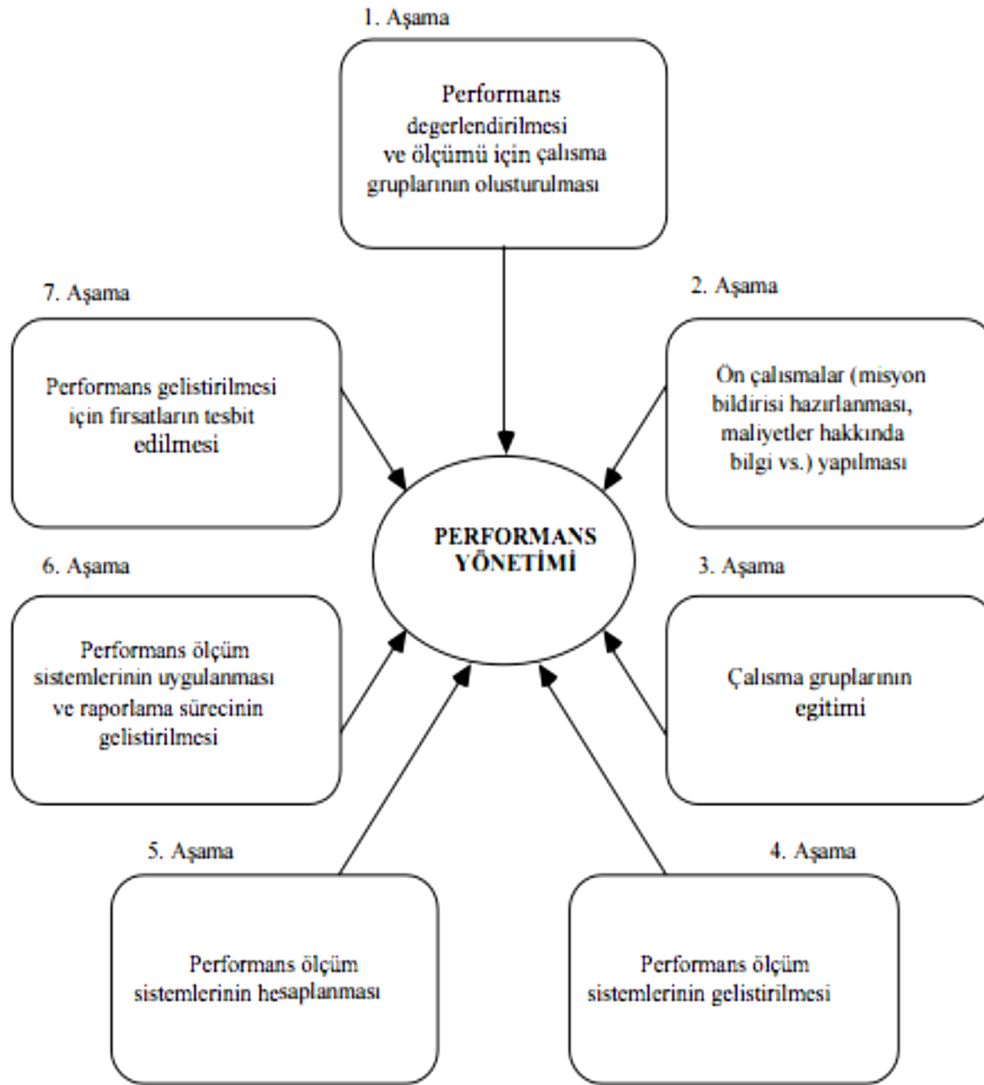 1. Aşama
Performans
degerlendirilmesi
ve ölçümü için çalısma
gruplarının olusturulması
2. Aşama
Ön çalısmalar (misyon
bildirisi hazırlanması,
maliyetler hakkında
bilgi vs.) yapılması
3. Aşama
Çalısma gruplarının
egitimi
4. Aşama
Performans ölçüm
sistemlerinin gelistirilmesi
5. Aşama
Performans ölçüm
sistemlerinin hesaplanması
6. Aşama
Performans ölçüm
sistemlerinin uygulanması
ve raporlama sürecinin
gelistirilmesi
7. Aşama
Performans gelistirilmesi
için fırsatların tesbit
edilmesi
PERFORMANS
YÖNETİMİ